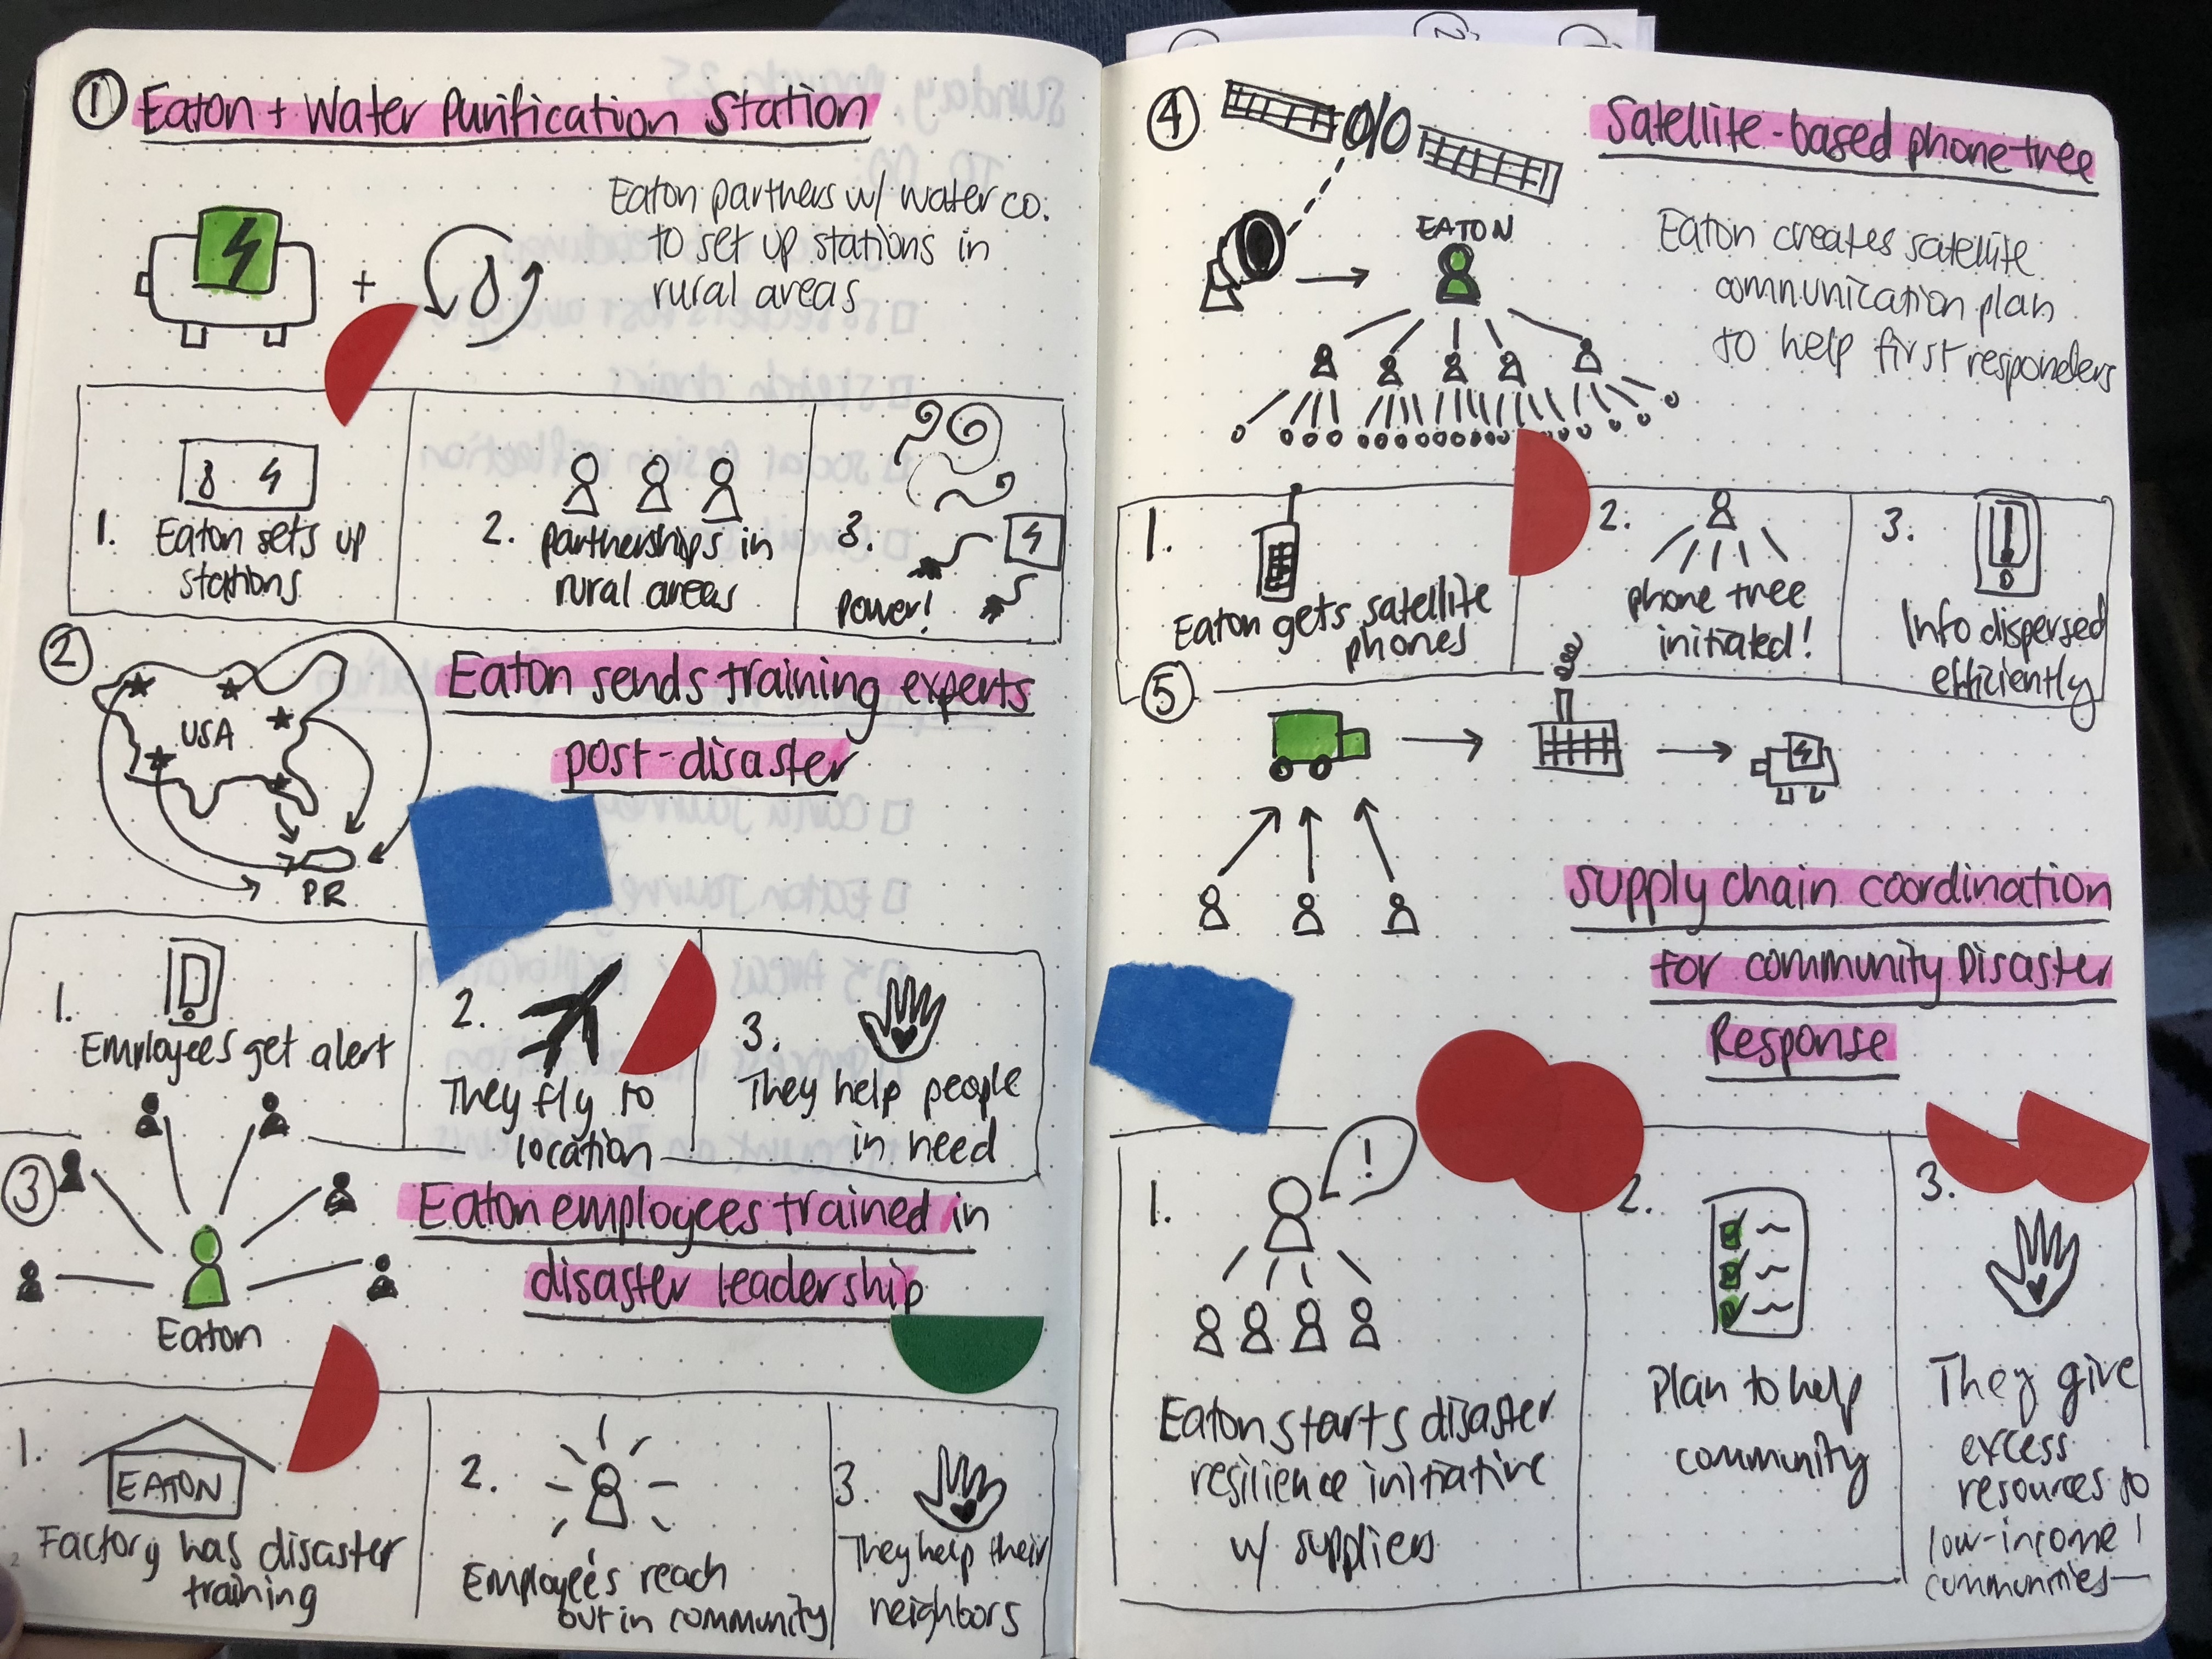 ① Eaton + Water Purification Station
Eaton partners w/ water co.
to set up stations in
rural areas
1. Eaton sets up
stations
2. partnerships in
rural areas
3.
power!
②
USA
PR
Eaton sends training experts
post-disaster
1.
Employees get alert
2.
They fly to
location
3.
They help people
in need
③
Eaton
Eaton employees trained in
disaster leadership
1.
EATON
Factory has disaster
training
2.
Employees reach
out in community
3.
They help their
neighbors
2
④
Satellite-based phone tree
EATON
Eaton creates satellite
communication plan
to help first responders
1.
Eaton gets satellite
phones
2.
phone tree
initiated!
3.
Info dispersed
efficiently
⑤
Supply chain coordination
for community Disaster
Response
1.
!
Eaton starts disaster
resilience initiative
w/ suppliers
2.
Plan to help
community
3.
They give
excess
resources to
low-income
communities